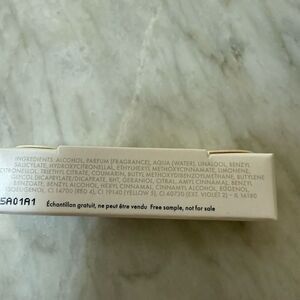 INGREDIENTS: ALCOHOL, PARFUM (FRAGRANCE), AQUA (WATER), LINALOOL, BENZYL
SALICYLATE, HYDROXYCITRONELLAL, ETHYLHEXYL METHOXYCINNAMATE, LIMONENE,
CITRONELLOL, TRIETHYL CITRATE, COUMARIN, BUTYL METHOXYDIBENZOYLMETHANE, BUTYLENE
GLYCOL DICAPRYLATE/DICAPRATE, BHT, GERANIOL, CITRAL, AMYL CINNAMAL, BENZYL
BENZOATE, BENZYL ALCOHOL, HEXYL CINNAMAL, CINNAMYL ALCOHOL, EUGENOL,
ISOEUGENOL, CI 14700 (RED 4), CI 19140 (YELLOW 5), CI 60730 (EXT. VIOLET 2) - IL 16180
5A01A1 Échantillon gratuit, ne peut être vendu Free sample, not for sale